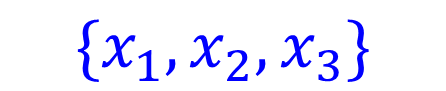 {x₁, x₂, x₃}